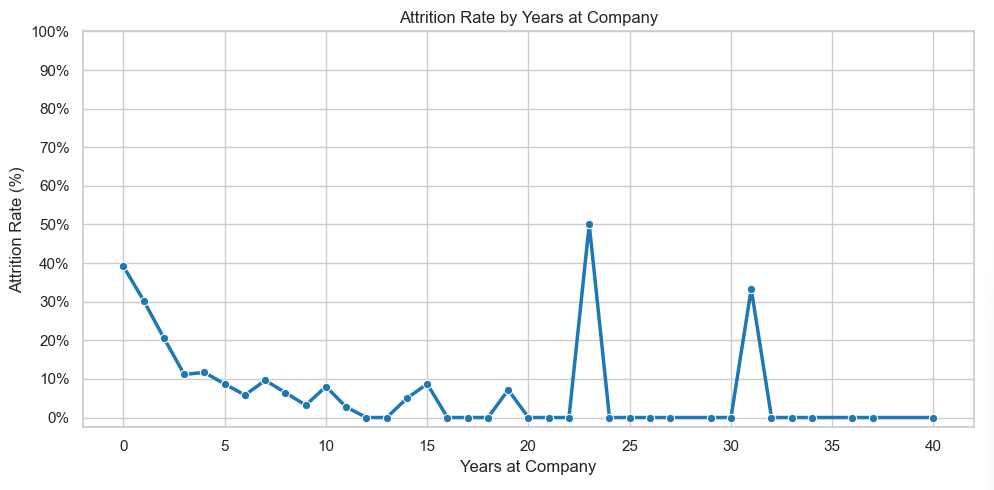 Attrition Rate by Years at Company
100%
90%
80%
70%
60%
50%
40%
30%
20%
10%
0%
Attrition Rate (%)
0 5 10 15 20 25 30 35 40
Years at Company